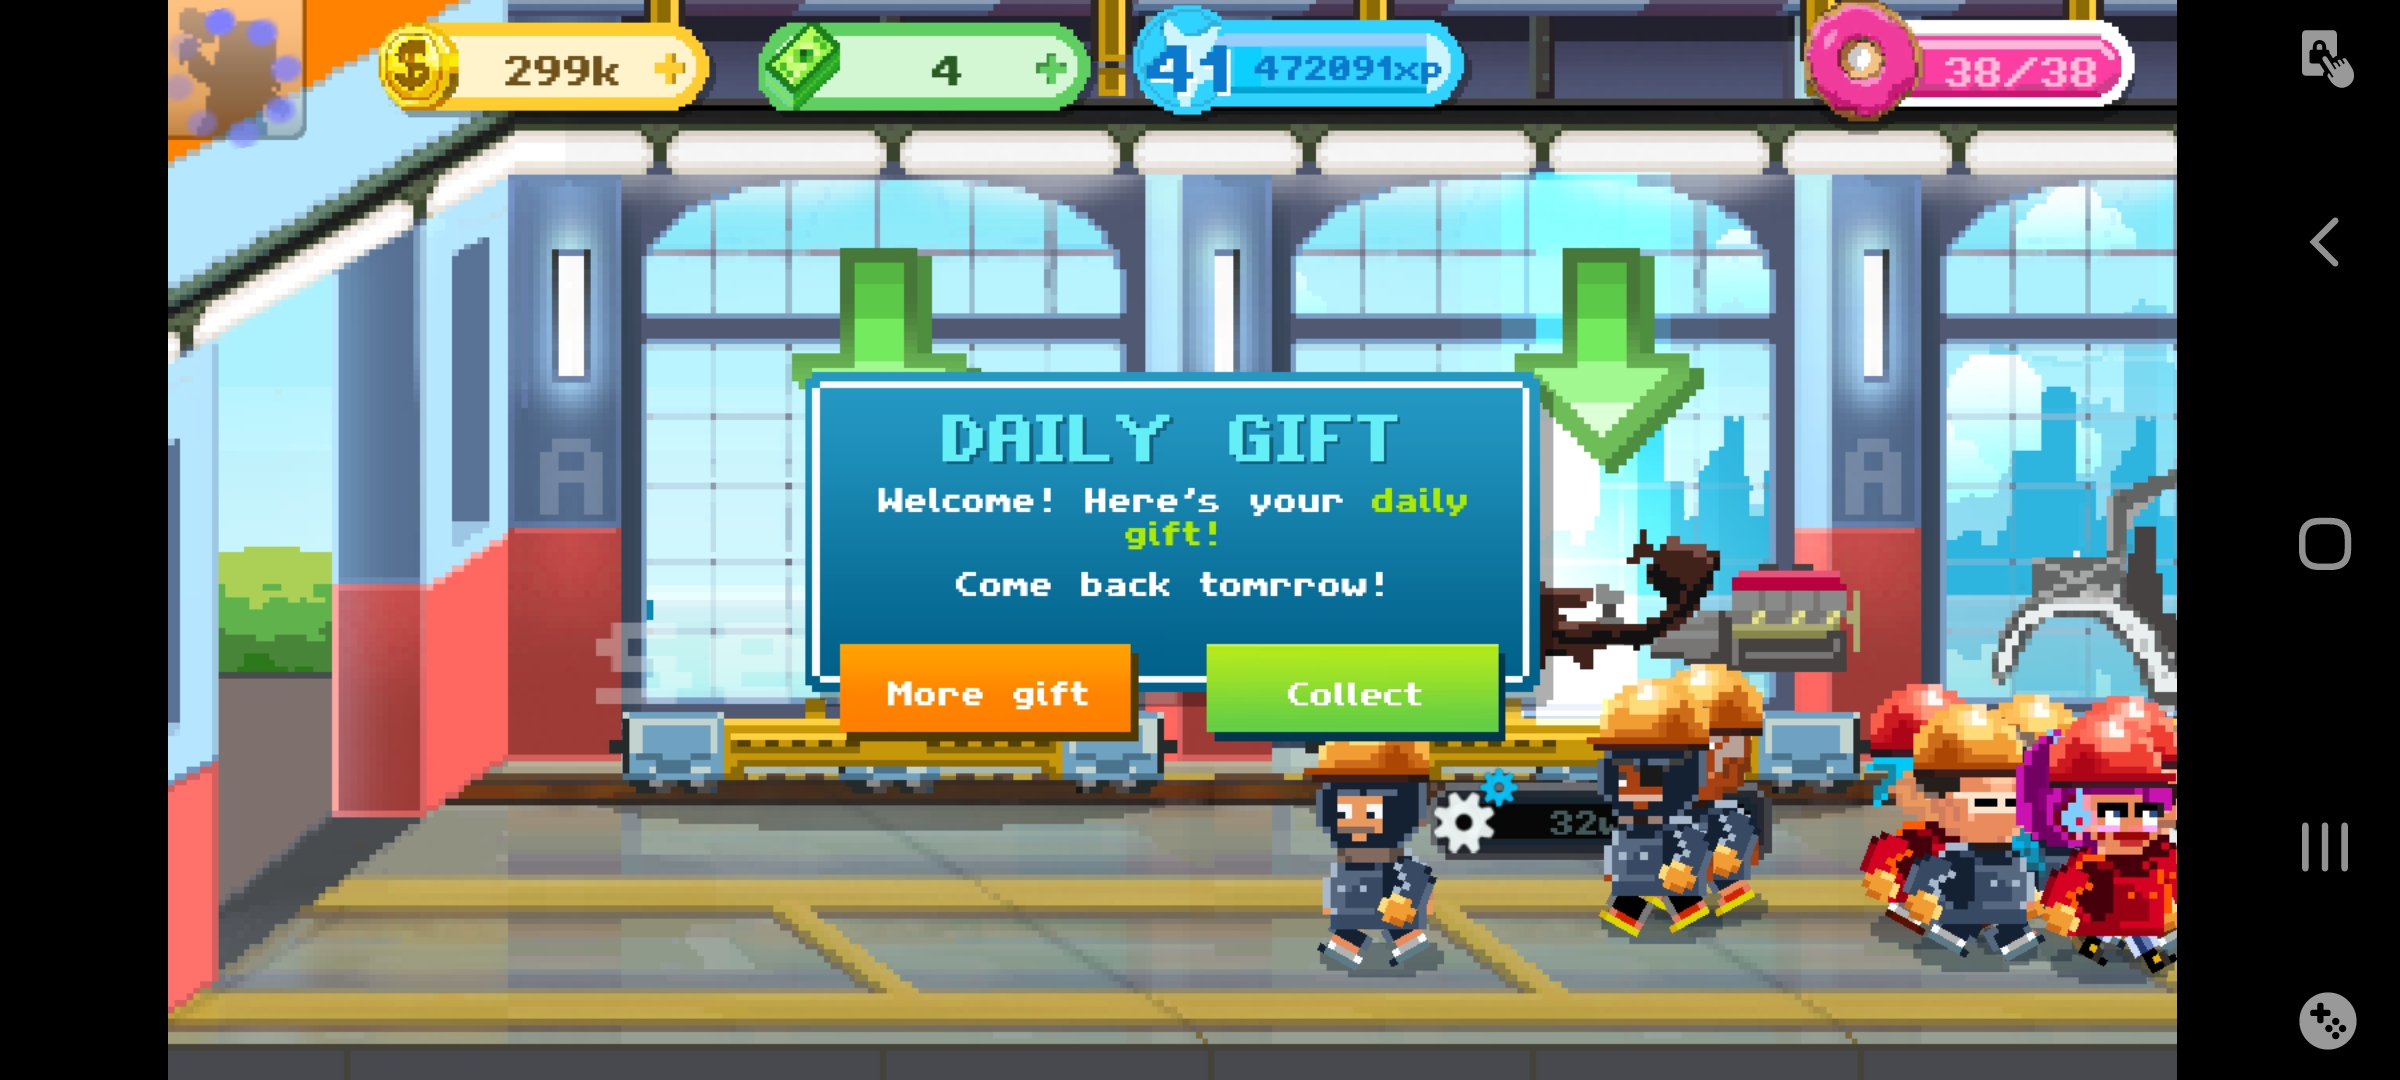 299k
4
41 472091xp
38/38
A
A
DAILY GIFT
Welcome! Here's your daily
gift!
Come back tomrrow!
More gift
Collect